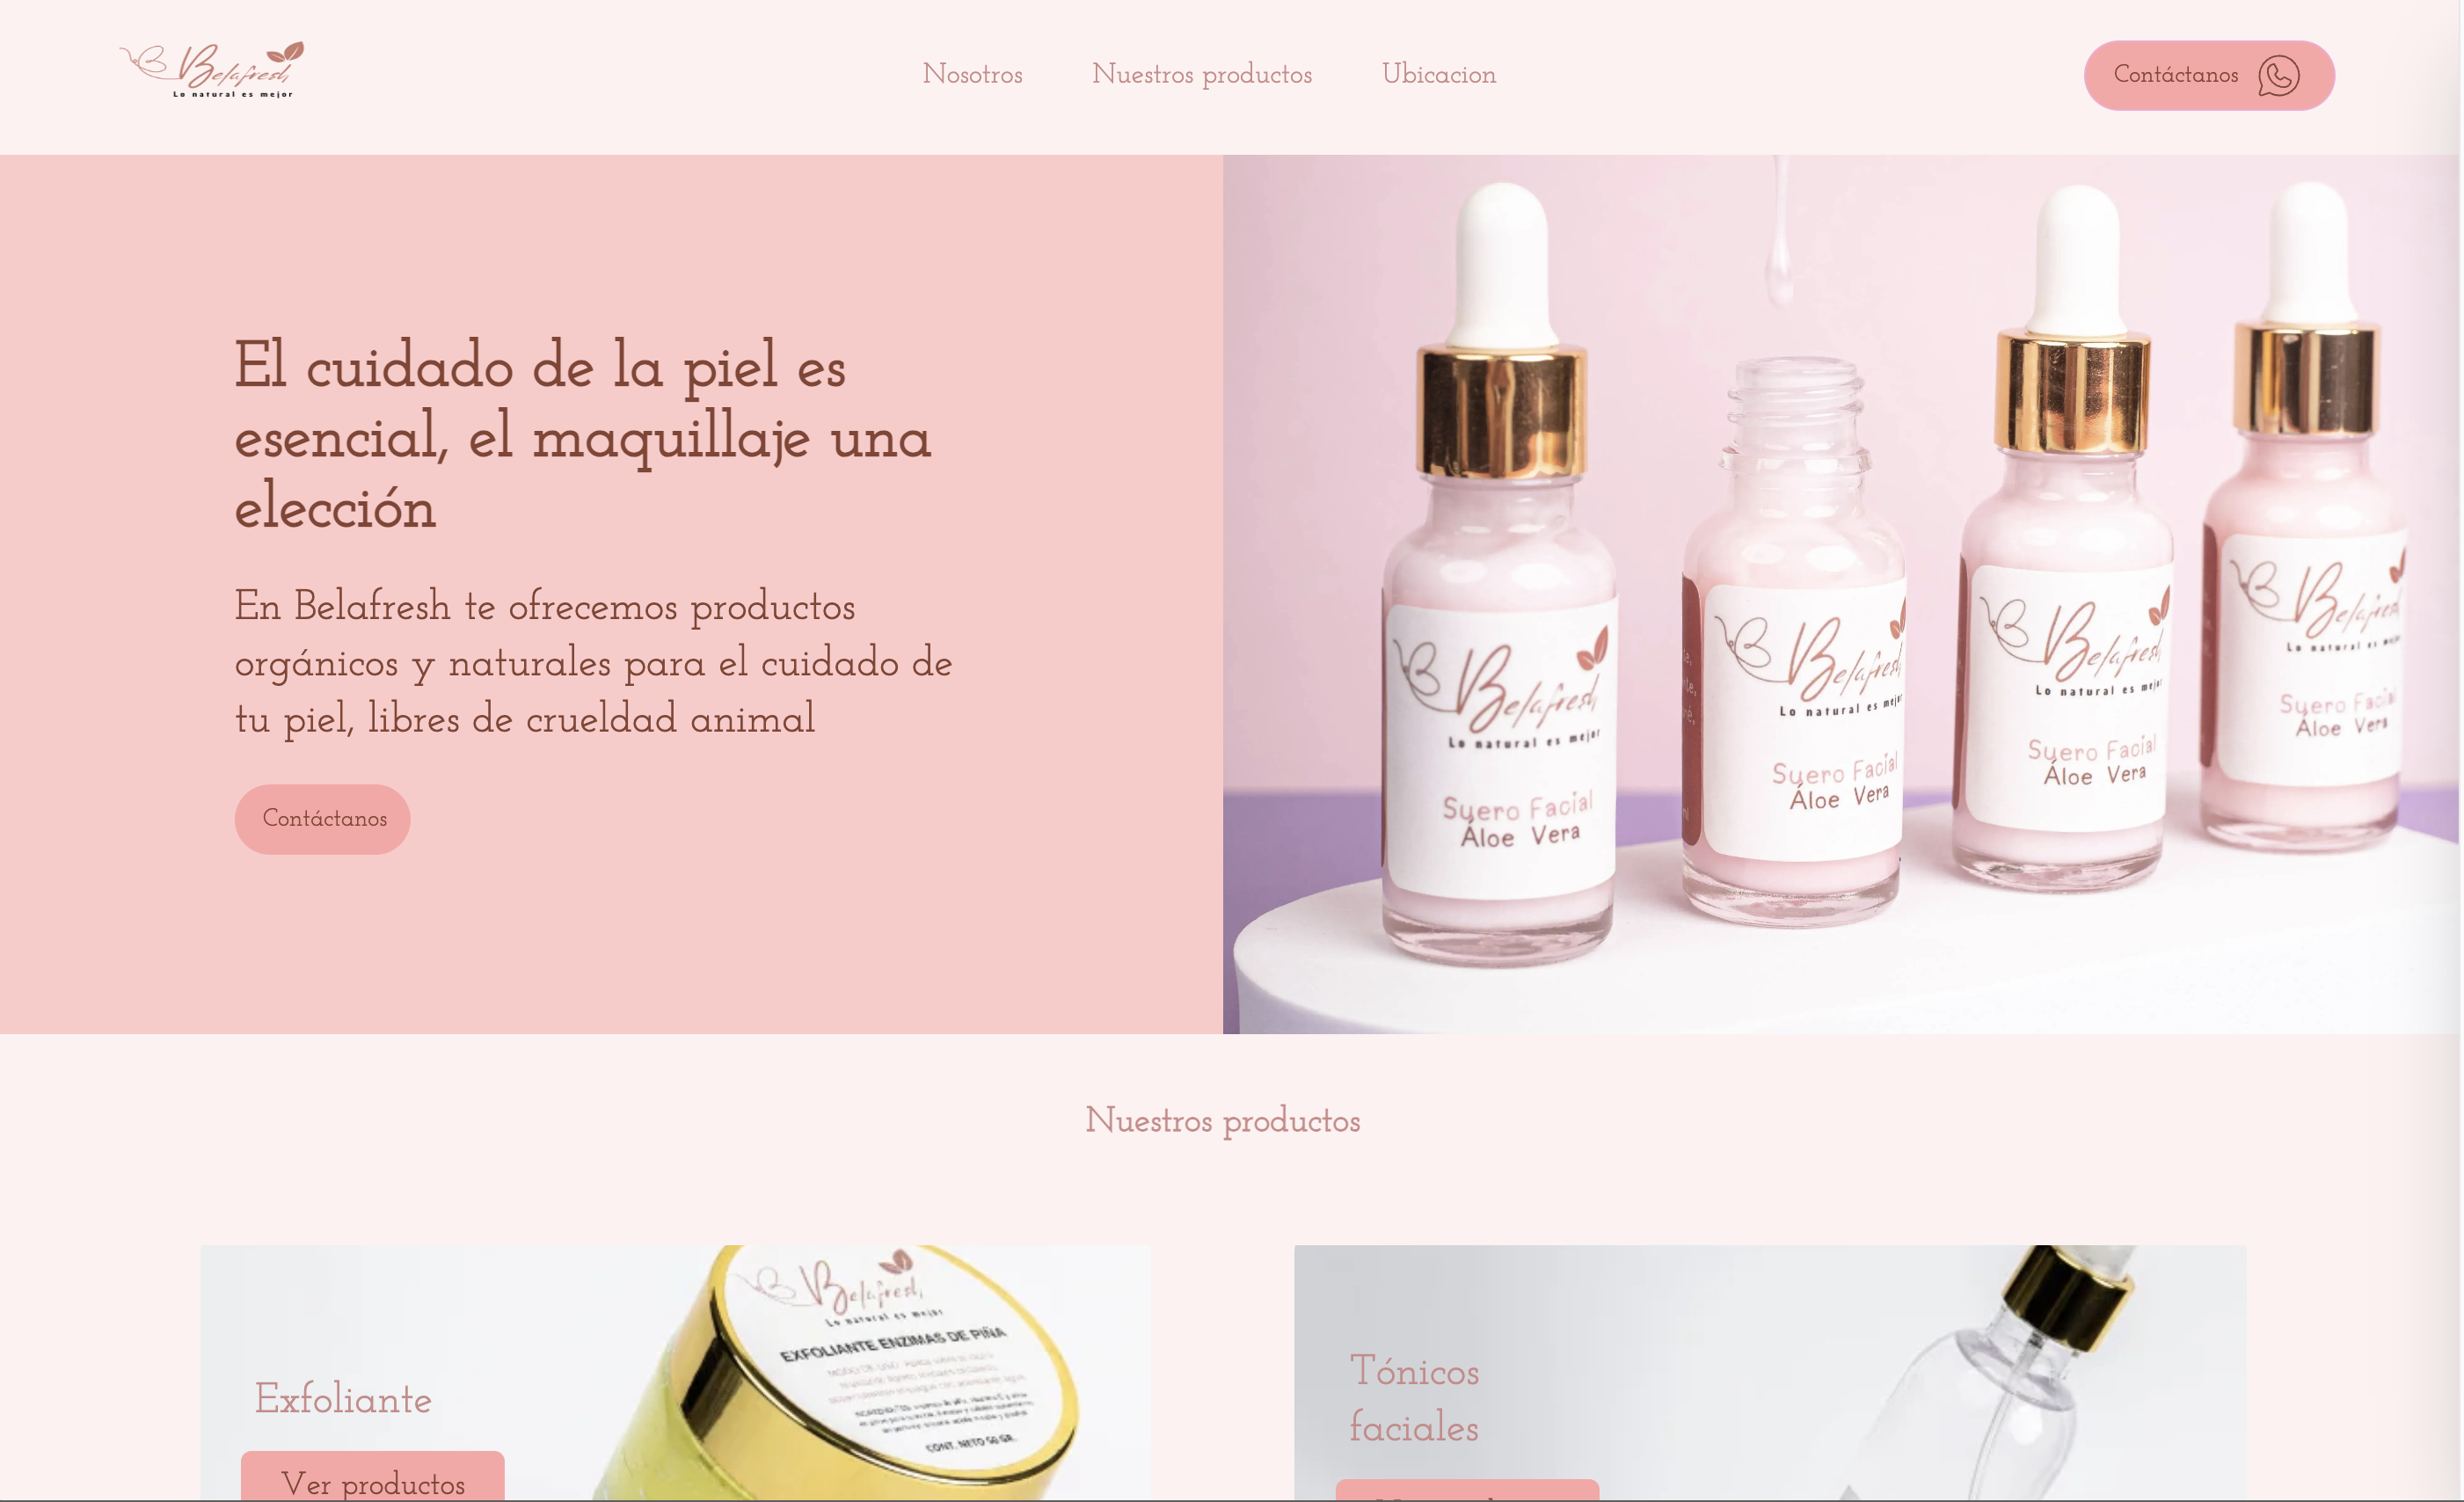 Belafresh
Lo natural es mejor
Nosotros
Nuestros productos
Ubicacion
Contáctanos
El cuidado de la piel es
esencial, el maquillaje una
elección
En Belafresh te ofrecemos productos
orgánicos y naturales para el cuidado de
tu piel, libres de crueldad animal
Contáctanos
Belafresh
Lo natural es mejor
Suero Facial
Áloe Vera
Belafresh
Lo natural es mejor
Suero Facial
Áloe Vera
Belafresh
Lo natural es mejor
Suero Facial
Áloe Vera
Belafresh
Lo natural es mejor
Suero Facial
Áloe Vera
Nuestros productos
Belafresh
Lo natural es mejor
EXFOLIANTE ENZIMAS DE PIÑA
CONT. NETO 50 GR.
Exfoliante
Ver productos
Tónicos
faciales